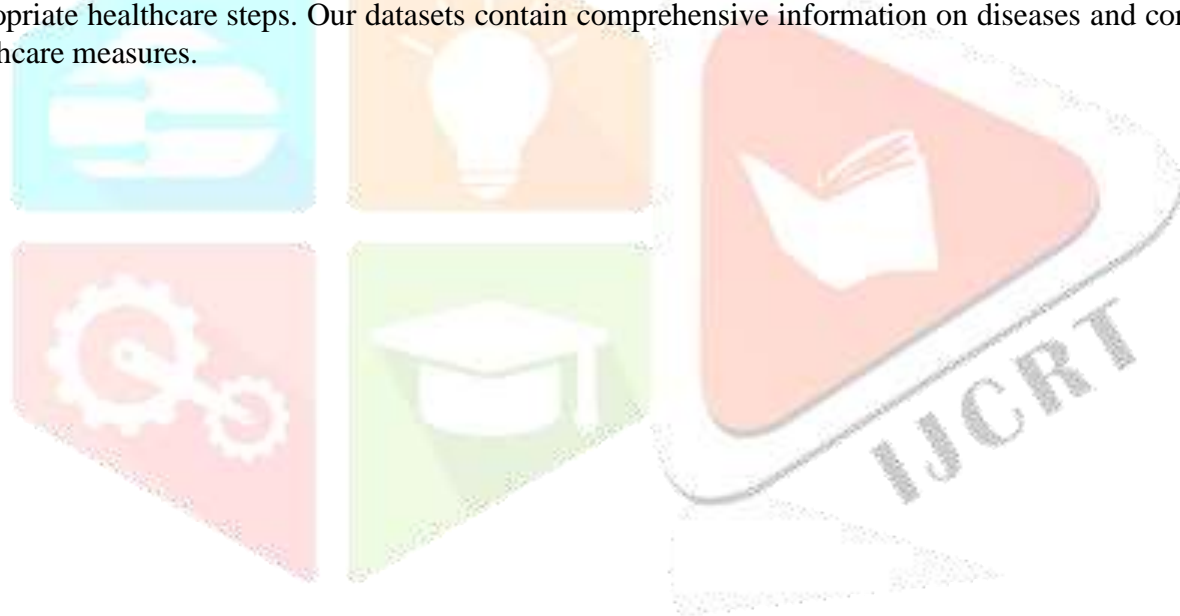 opriate healthcare steps. Our datasets contain comprehensive information on diseases and cor
hcare measures.
IJCRT